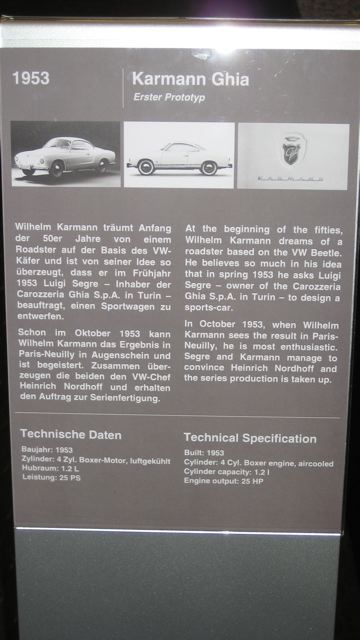 1953
Karmann Ghia
Erster Prototyp
Wilhelm Karmann träumt Anfang
der 50er Jahre von einem
Roadster auf der Basis des VW-
Käfer und ist von seiner Idee so
überzeugt, dass er im Frühjahr
1953 Luigi Segre – Inhaber der
Carozzeria Ghia S.p.A. in Turin –
beauftragt, einen Sportwagen zu
entwerfen.
Schon im Oktober 1953 kann
Wilhelm Karmann das Ergebnis in
Paris-Neuilly in Augenschein und
ist begeistert. Zusammen über-
zeugen die beiden den VW-Chef
Heinrich Nordhoff und erhalten
den Auftrag zur Serienfertigung.
At the beginning of the fifties,
Wilhelm Karmann dreams of a
roadster based on the VW Beetle.
He believes so much in his idea
that in spring 1953 he asks Luigi
Segre – owner of the Carozzeria
Ghia S.p.A. in Turin – to design a
sports-car.
In October 1953, when Wilhelm
Karmann sees the result in Paris-
Neuilly, he is most enthusiastic.
Segre and Karmann manage to
convince Heinrich Nordhoff and
the series production is taken up.
Technische Daten
Baujahr: 1953
Zylinder: 4 Zyl. Boxer-Motor, luftgekühlt
Hubraum: 1.2 L
Leistung: 25 PS
Technical Specification
Built: 1953
Cylinder: 4 Cyl. Boxer engine, aircooled
Cylinder capacity: 1.2 l
Engine output: 25 HP